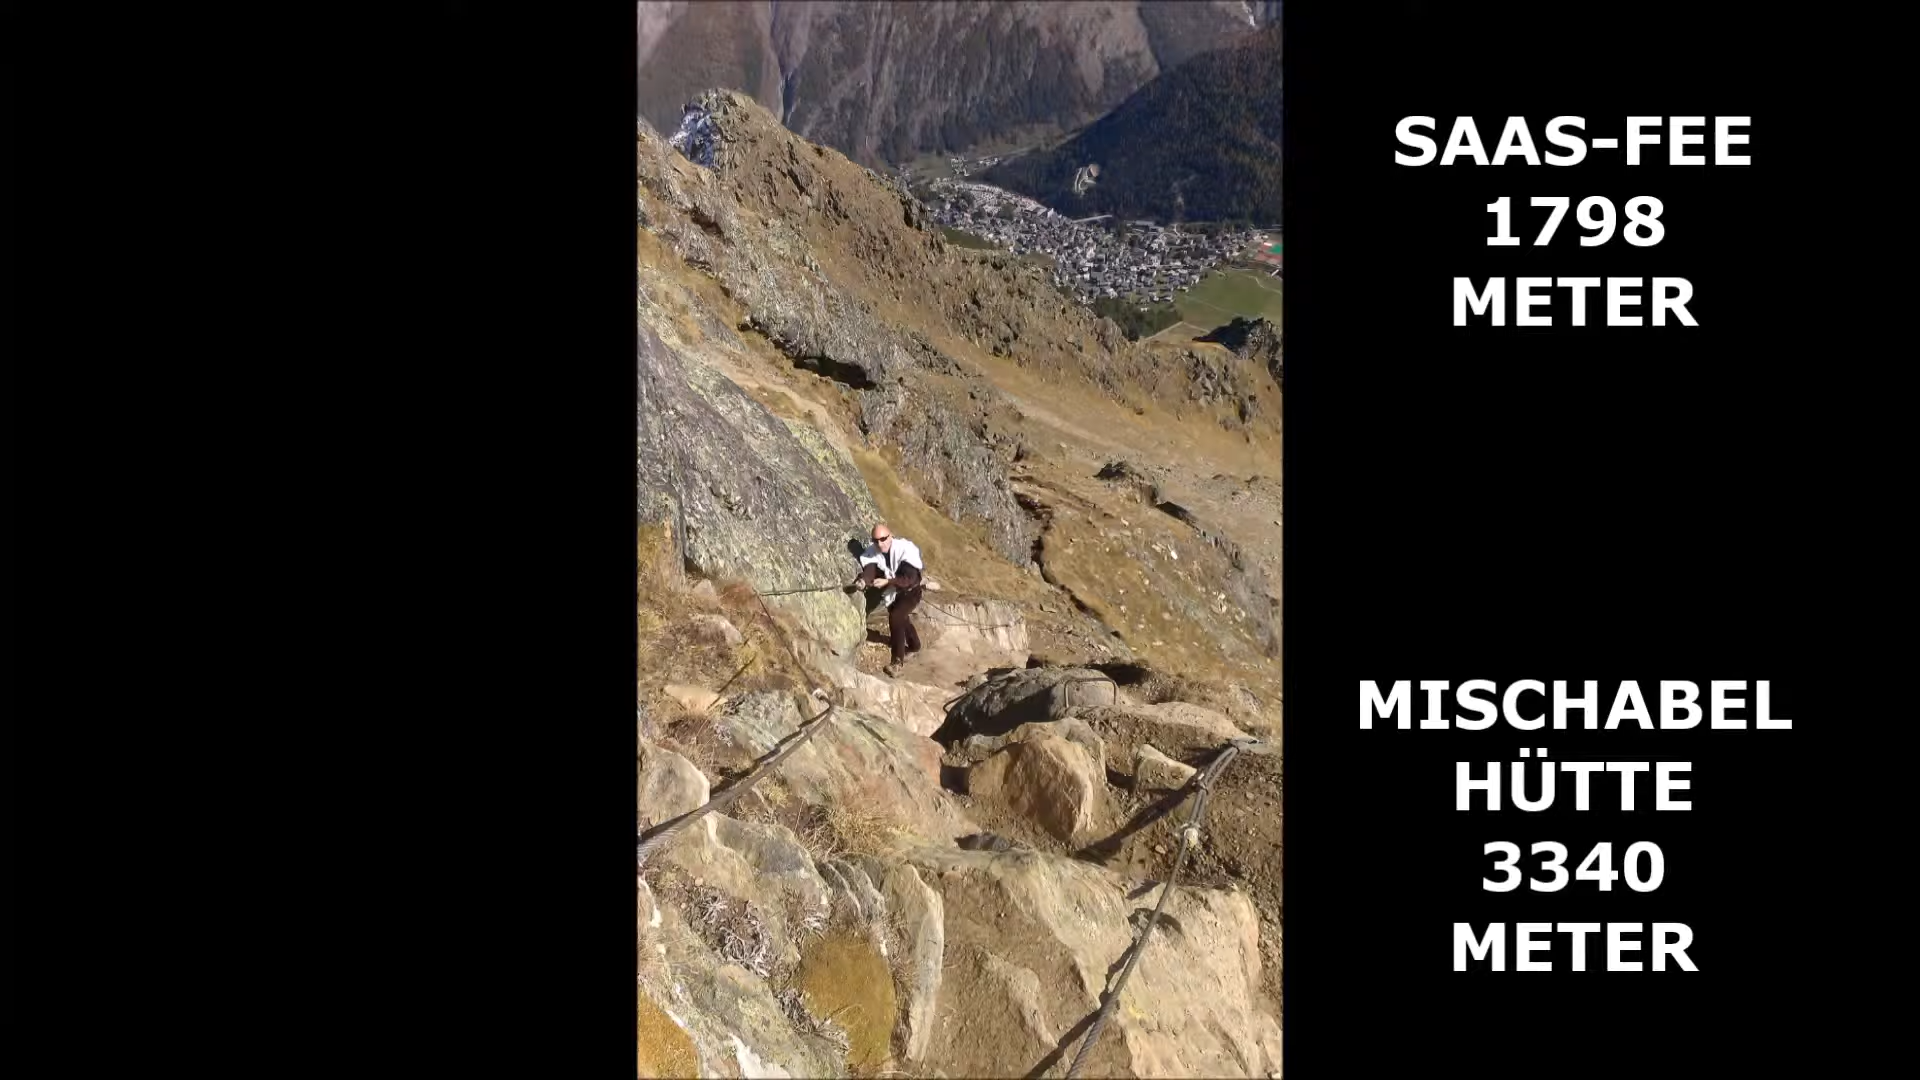 SAAS-FEE
1798
METER
MISCHABEL
HÜTTE
3340
METER